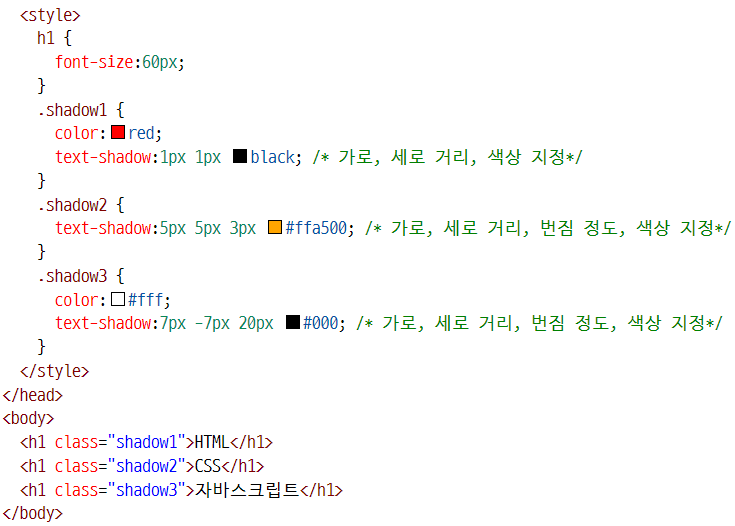 <style>
h1 {
font-size:60px;
}
.shadow1 {
color:red;
text-shadow:1px 1px black; /* 가로, 세로 거리, 색상 지정*/
}
.shadow2 {
text-shadow:5px 5px 3px #ffa500; /* 가로, 세로 거리, 번짐 정도, 색상 지정*/
}
.shadow3 {
color:#fff;
text-shadow:7px -7px 20px #000; /* 가로, 세로 거리, 번짐 정도, 색상 지정*/
}
</style>
</head>
<body>
<h1 class="shadow1">HTML</h1>
<h1 class="shadow2">CSS</h1>
<h1 class="shadow3">자바스크립트</h1>
</body>